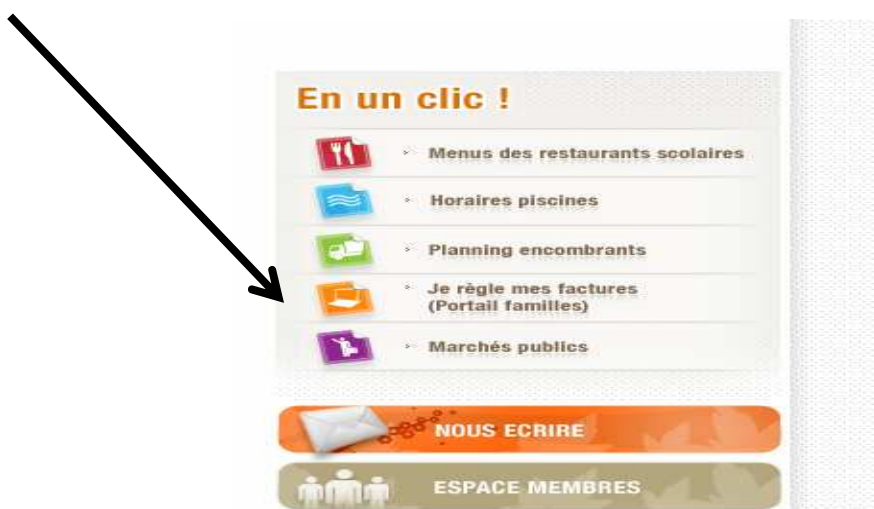 En un clic !
Menus des restaurants scolaires
Horaires piscines
Planning encombrants
Je règle mes factures
(Portail familles)
Marchés publics
NOUS ECRIRE
ESPACE MEMBRES